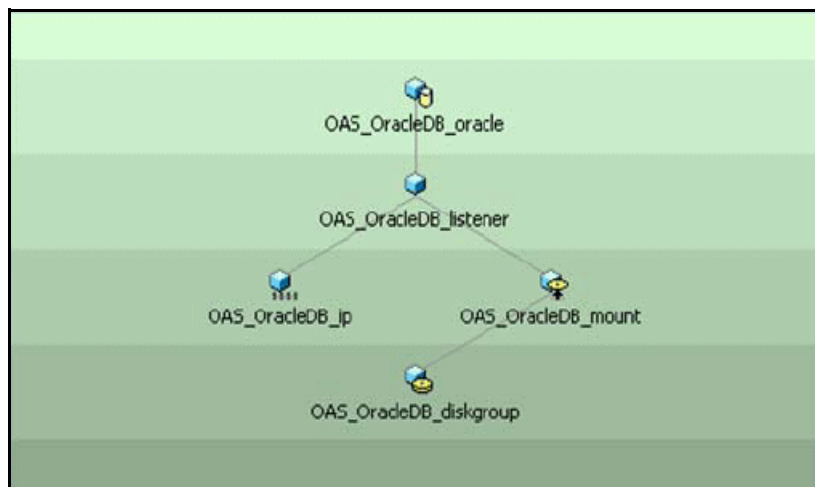 OAS_OracleDB_oracle
OAS_OracleDB_listener
OAS_OracleDB_ip
OAS_OracleDB_mount
OAS_OracleDB_diskgroup